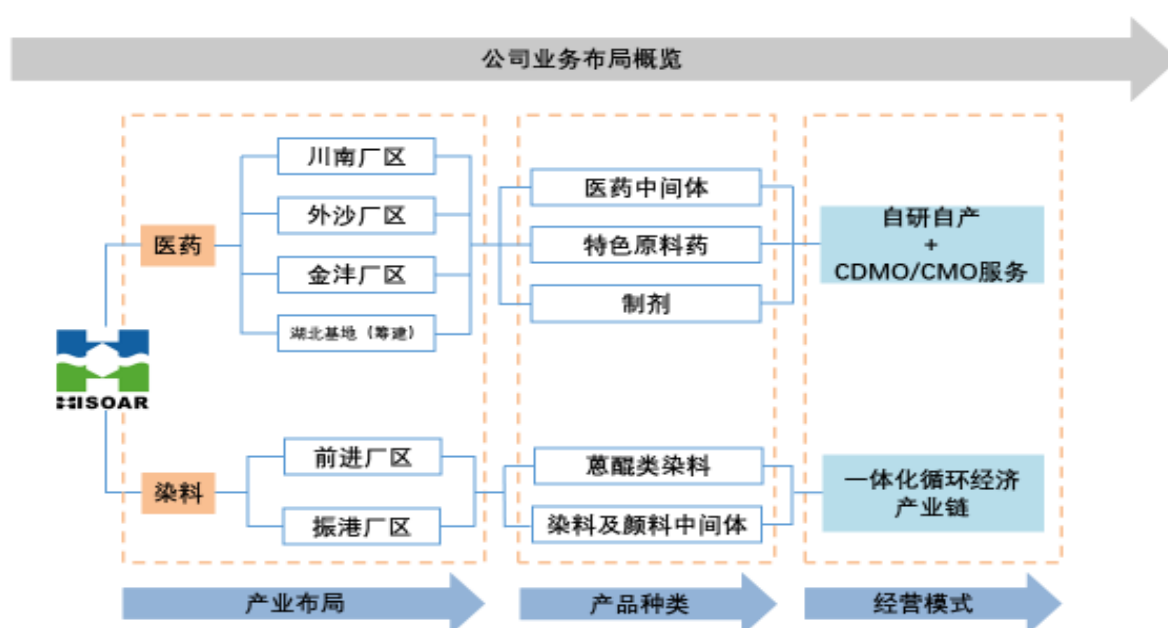 公司业务布局概览
医药
川南厂区
外沙厂区
金沣厂区
湖北基地（筹建）
医药中间体
特色原料药
制剂
自研自产
+
CDMO/CMO服务
HISOAR
染料
前进厂区
振港厂区
蒽醌类染料
染料及颜料中间体
一体化循环经济
产业链
产业布局
产品种类
经营模式